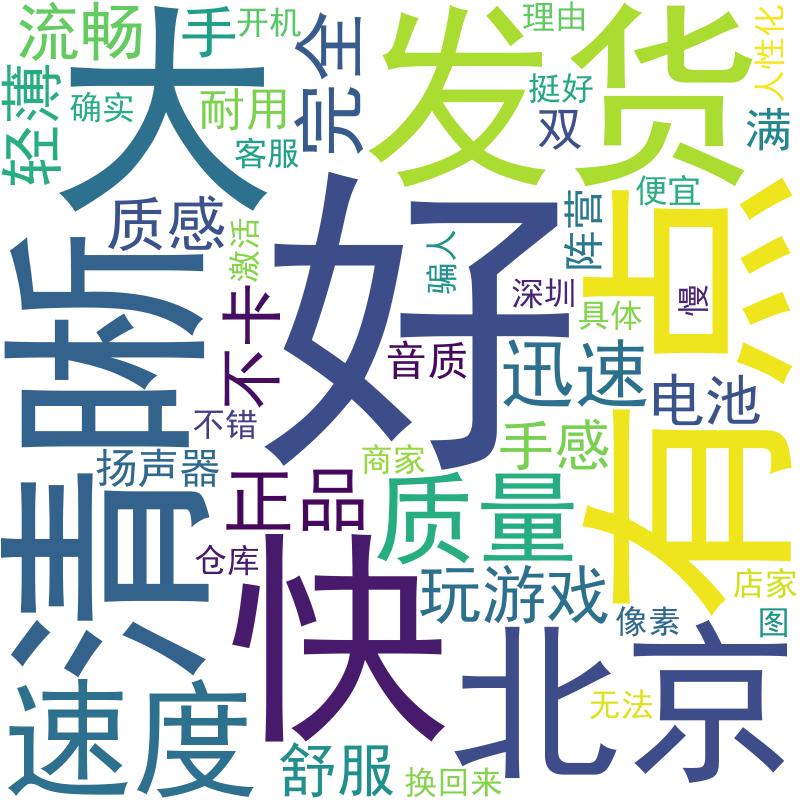 流畅
手
开机
完全
理由
人性化
大
发货
轻薄
确实
耐用
挺好
双
满
客服
便宜
质感
好
有点
阵营
激活
骗人
清晰
深圳
慢
不卡
具体
音质
迅速
电池
不错
手感
扬声器
商家
正品
质量
快
仓库
玩游戏
店家
像素
图
北京
速度
无法
舒服
换回来